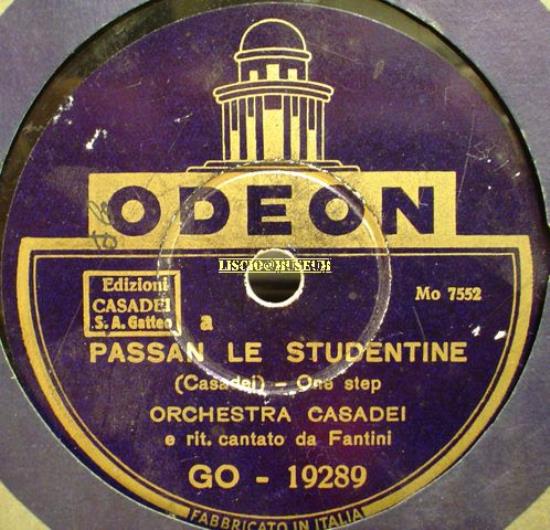 ODEON
LISCIO@MUSEUM
Edizioni
CASADEI
S. A. Gatteo
Mo 7552
a
PASSAN LE STUDENTINE
(Casadei) - One step
ORCHESTRA CASADEI
e rit. cantato da Fantini
GO - 19289
FABBRICATO IN ITALIA